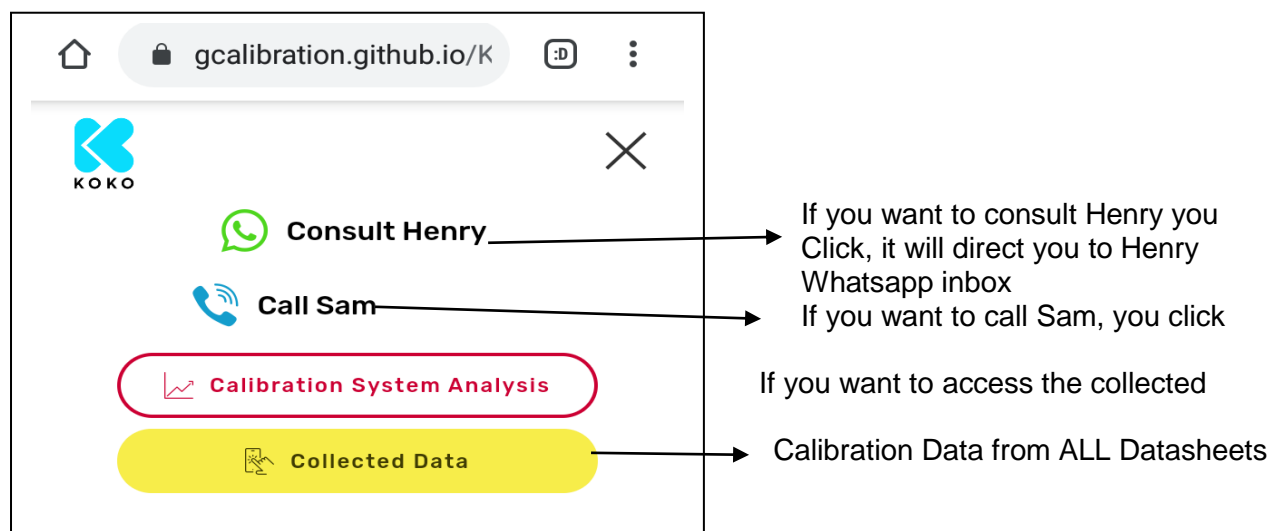 gcalibration.github.io/K
:D
KOKO
Consult Henry
Call Sam
Calibration System Analysis
Collected Data
If you want to consult Henry you
Click, it will direct you to Henry
Whatsapp inbox
If you want to call Sam, you click
If you want to access the collected
Calibration Data from ALL Datasheets